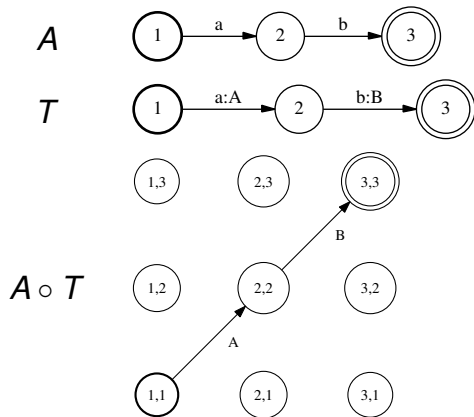 A 1 a 2 b 3
T 1 a:A 2 b:B 3
1,3 2,3 3,3
B
A ∘ T 1,2 2,2 3,2
A
1,1 2,1 3,1